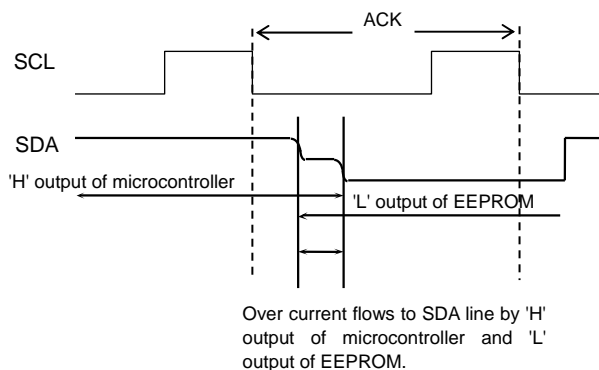 ACK
SCL
SDA
'H' output of microcontroller
'L' output of EEPROM
Over current flows to SDA line by 'H'
output of microcontroller and 'L'
output of EEPROM.